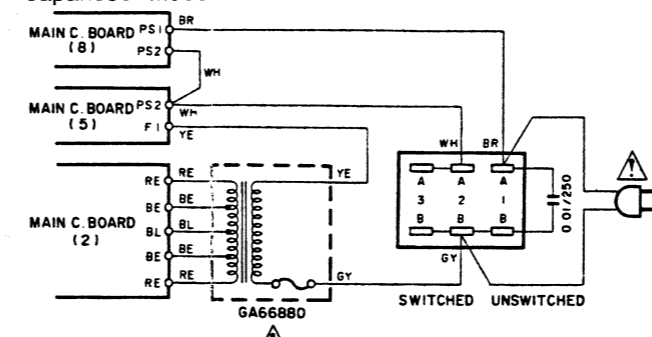 MAIN C. BOARD
(8)
PS1
BR
PS2
WH
MAIN C. BOARD
(5)
PS2
WH
F1
YE
MAIN C. BOARD
(2)
RE RE
BE BE
BL BL
BE BE
RE RE
YE
GY
GA66880
WH BR
A A A
3 2 1
B B B
GY
0.01/250
SWITCHED UNSWITCHED